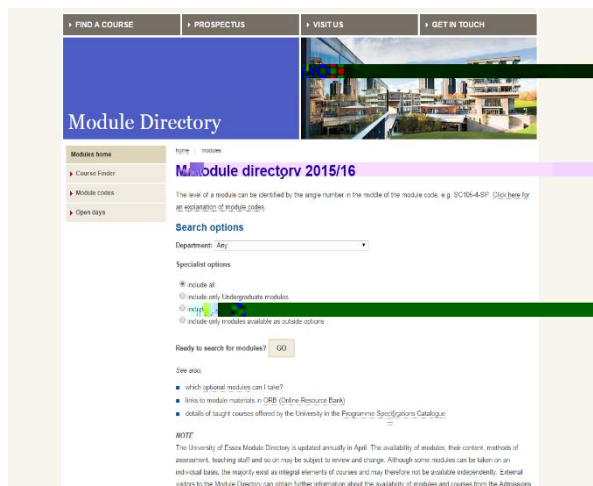 FIND A COURSE
PROSPECTUS
VISIT US
GET IN TOUCH
Module Directory
Modules home
Course Finder
Module codes
Open days
home : modules
Module directory 2015/16
The level of a module can be identified by the single number in the middle of the module code, e.g. SC106-4-SP. Click here for
an explanation of module codes.
Search options
Department: Any
Specialist options
include all
include only Undergraduate modules
include only modules available as outside options
Ready to search for modules? GO
See also:
which optional modules can I take?
links to module materials in ORB (Online Resource Bank)
details of taught courses offered by the University in the Programme Specifications Catalogue
NOTE
The University of Essex Module Directory is updated annually in April. The availability of modules, their content, methods of
assessment, teaching staff and so on may be subject to review and change. Although some modules can be taken on an
individual basis, the majority exist as integral elements of courses and may therefore not be available independently. External
visitors to the Module Directory can obtain further information about the availability of modules and courses from the Admissions